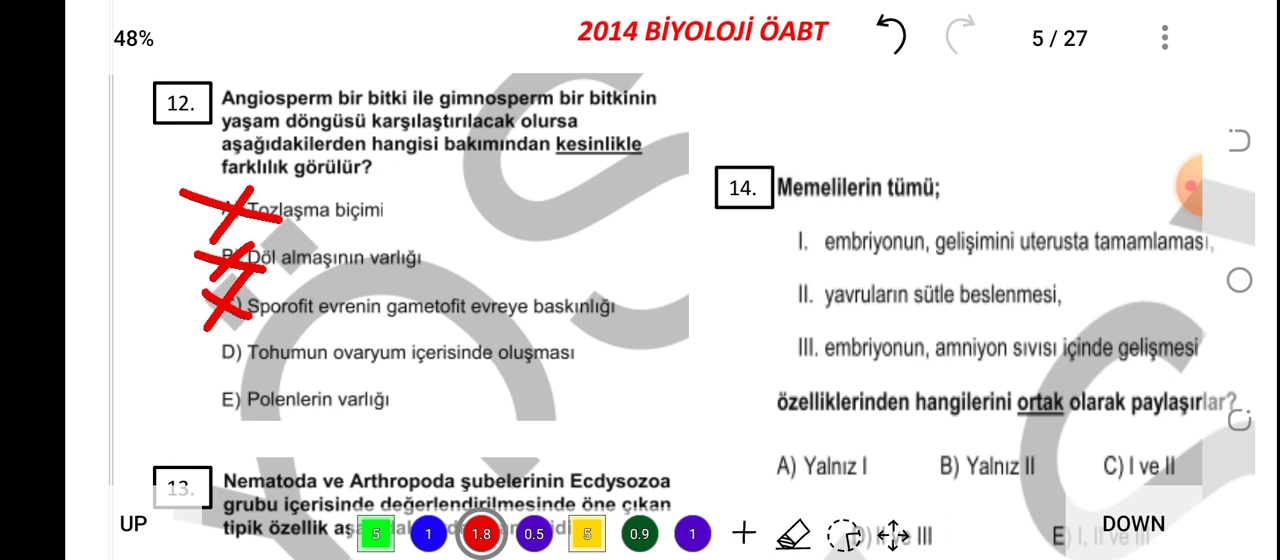 48%
2014 BİYOLOJİ ÖABT
5 / 27
12.
Angiosperm bir bitki ile gimnosperm bir bitkinin
yaşam döngüsü karşılaştırılacak olursa
aşağıdakilerden hangisi bakımından kesinlikle
farklılık görülür?
Tozlaşma biçimi
Döl almaşının varlığı
Sporofit evrenin gametofit evreye baskınlığı
D) Tohumun ovaryum içerisinde oluşması
E) Polenlerin varlığı
13.
Nematoda ve Arthropoda şubelerinin Ecdysozoa
grubu içerisinde değerlendirilmesinde öne çıkan
tipik özellik
14.
Memelilerin tümü;
I. embriyonun, gelişimini uterusta tamamlaması,
II. yavruların sütle beslenmesi,
III. embriyonun, amniyon sıvısı içinde gelişmesi
özelliklerinden hangilerini ortak olarak paylaşırlar?
A) Yalnız I B) Yalnız II C) I ve II
III E) I, II ve III
UP
5 1 1.8 0.5 5 0.9 1
DOWN